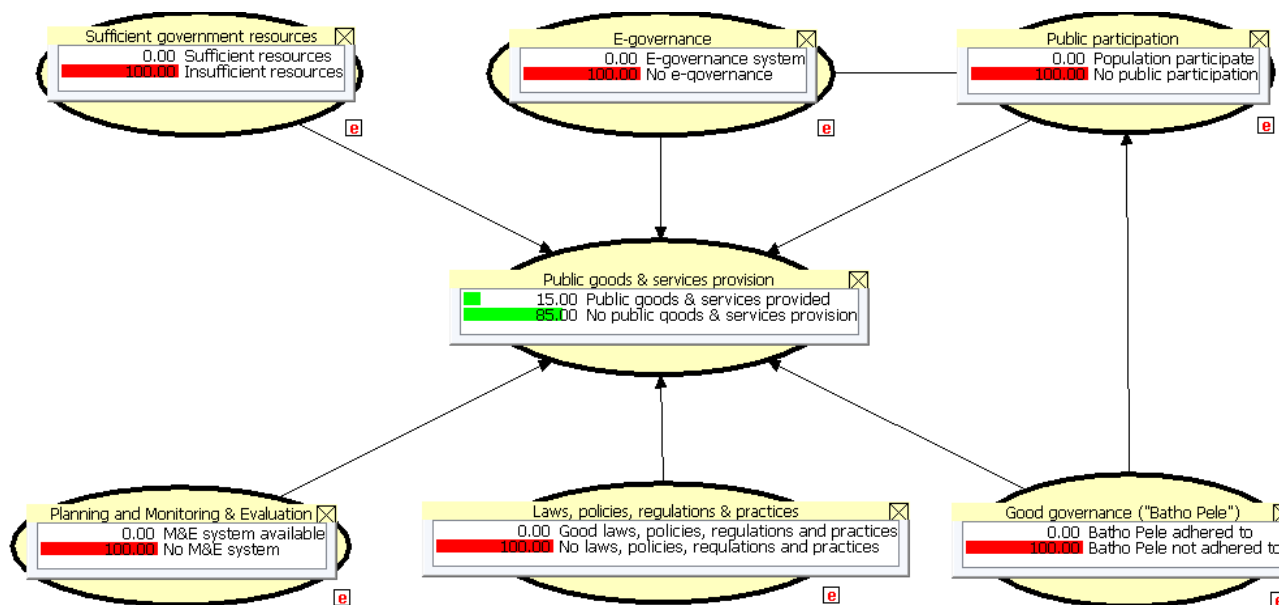 Sufficient government resources
0.00 Sufficient resources
100.00 Insufficient resources
e
E-governance
0.00 E-governance system
100.00 No e-governance
e
Public participation
0.00 Population participate
100.00 No public participation
e
Public goods & services provision
15.00 Public goods & services provided
85.00 No public goods & services provision
Planning and Monitoring & Evaluation
0.00 M&E system available
100.00 No M&E system
e
Laws, policies, regulations & practices
0.00 Good laws, policies, regulations and practices
100.00 No laws, policies, regulations and practices
e
Good governance ("Batho Pele")
0.00 Batho Pele adhered to
100.00 Batho Pele not adhered to
e